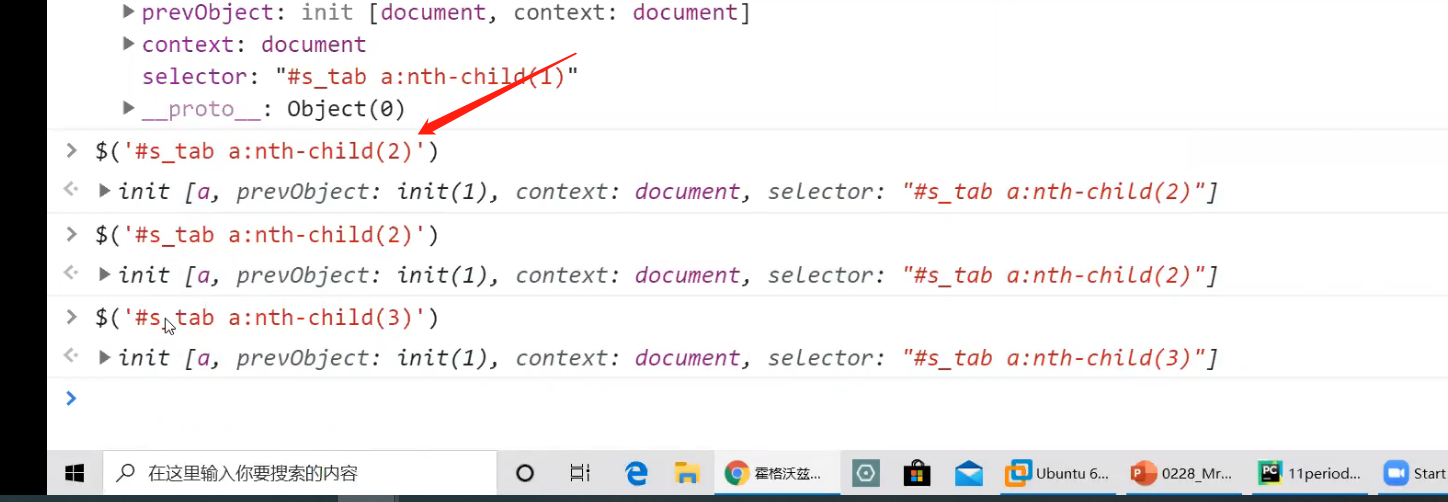 ▶ prevObject: init [document, context: document]
▶ context: document
selector: "#s_tab a:nth-child(1)"
▶ __proto__: Object(0)
> $('#s_tab a:nth-child(2)')
▶ init [a, prevObject: init(1), context: document, selector: "#s_tab a:nth-child(2)"]
> $('#s_tab a:nth-child(2)')
▶ init [a, prevObject: init(1), context: document, selector: "#s_tab a:nth-child(2)"]
> $('#s_tab a:nth-child(3)')
▶ init [a, prevObject: init(1), context: document, selector: "#s_tab a:nth-child(3)"]
>
在这里输入你要搜索的内容 霍格沃兹... Ubuntu 6... 0228_Mr... PC 11period... Start